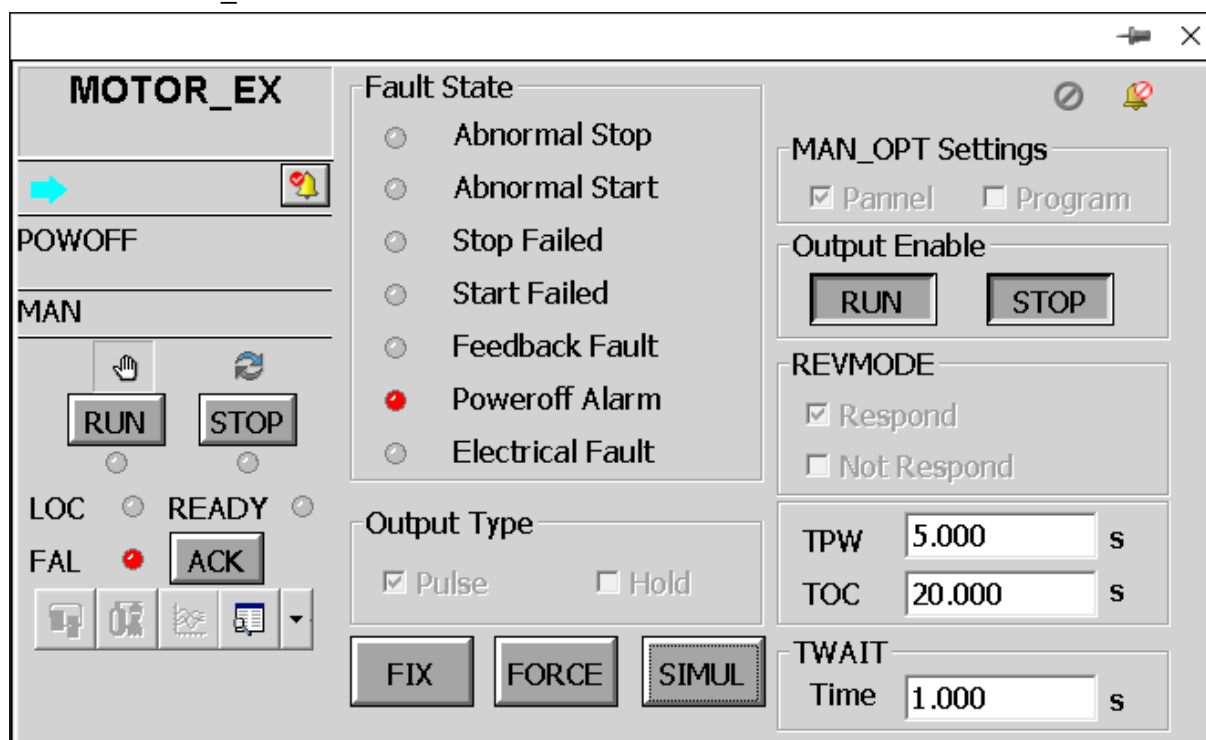 MOTOR_EX
POWOFF
MAN
RUN STOP
LOC READY
FAL ACK
Fault State
Abnormal Stop
Abnormal Start
Stop Failed
Start Failed
Feedback Fault
Poweroff Alarm
Electrical Fault
Output Type
Pulse Hold
FIX FORCE SIMUL
MAN_OPT Settings
Pannel Program
Output Enable
RUN STOP
REVMODE
Respond
Not Respond
TPW 5.000 s
TOC 20.000 s
TWAIT
Time 1.000 s